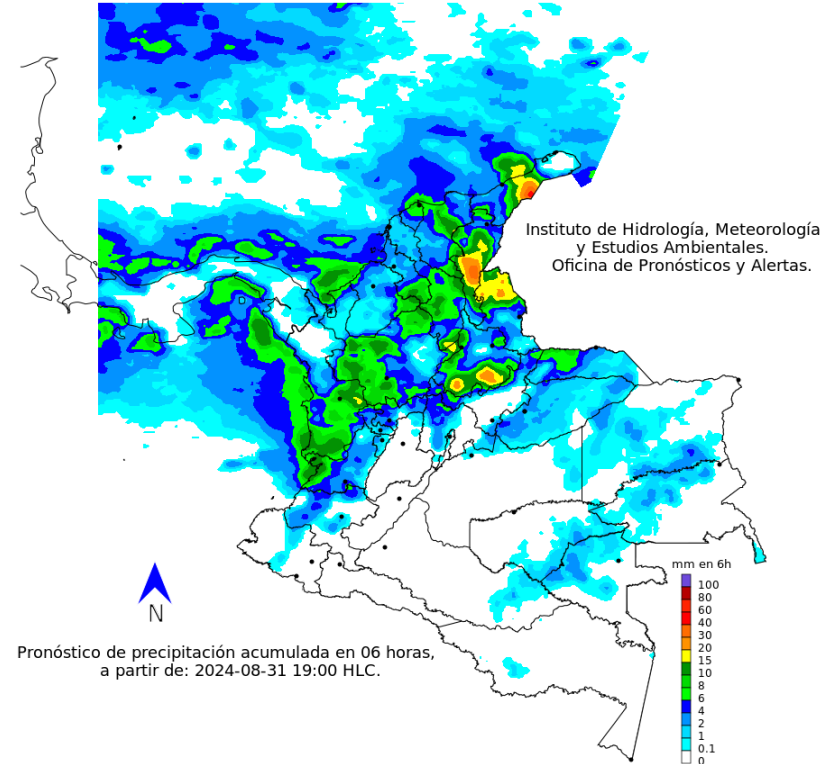 Instituto de Hidrología, Meteorología
y Estudios Ambientales.
Oficina de Pronósticos y Alertas.
N
Pronóstico de precipitación acumulada en 06 horas,
a partir de: 2024-08-31 19:00 HLC.
mm en 6h
100
80
60
40
30
20
15
10
8
6
4
2
1
0.1
0